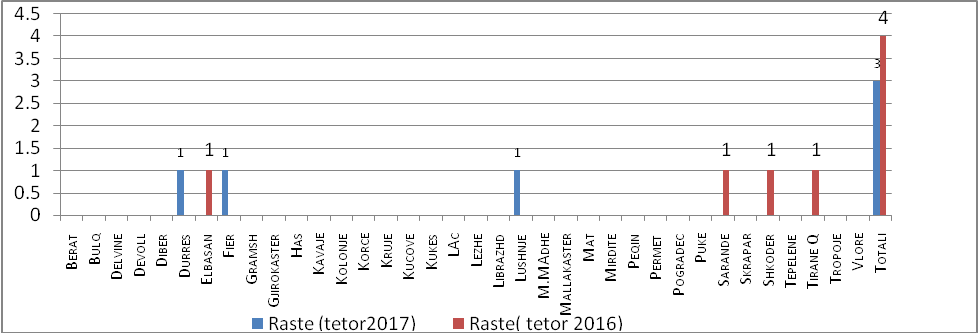 4.5
4
3.5
3
2.5
2
1.5
1
0.5
0
1
1
1
1
1
1
1
3
4
BERAT
BULQ
DELVINE
DEVOLL
DIBER
DURRES
ELBASAN
FIER
GRAMSH
GJIROKASTER
HAS
KAVAJE
KOLONJE
KORCE
KRUJE
KUCOVE
KUKES
LAC
LEZHE
LIBRAZHD
LUSHNJE
M.MADHE
MALLAKASTER
MAT
MIRDITE
PEQIN
PERMET
POGRADEC
PUKE
SARANDE
SKRAPAR
SHKODER
TEPELENE
TIRANE Q
TROPOJE
VLORE
TOTALI
Raste (tetor2017) Raste( tetor 2016)